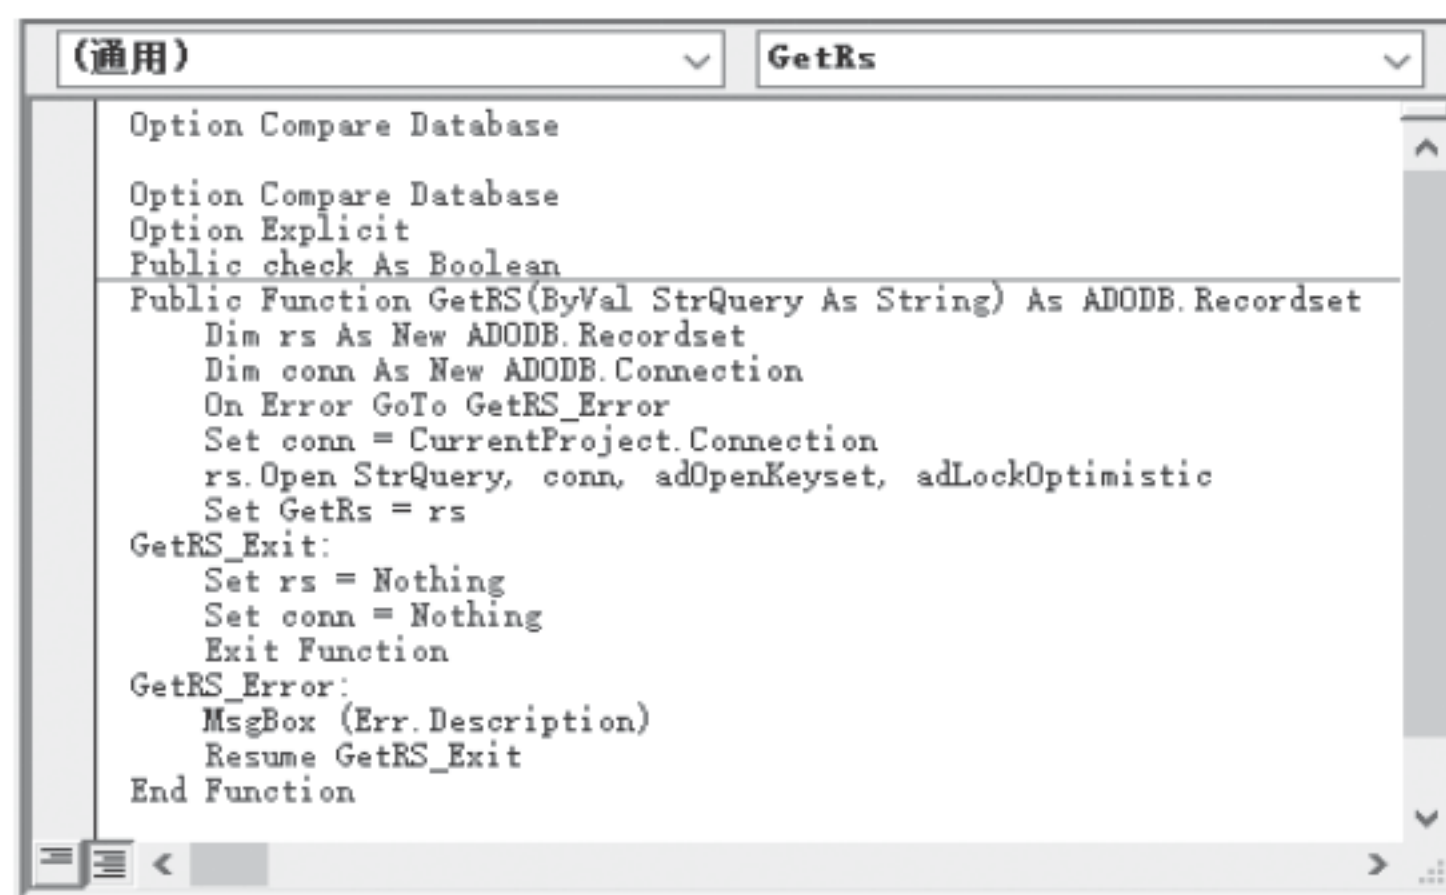 (通用)
GetRs
Option Compare Database
Option Compare Database
Option Explicit
Public check As Boolean
Public Function GetRS(ByVal StrQuery As String) As ADODB.Recordset
    Dim rs As New ADODB.Recordset
    Dim conn As New ADODB.Connection
    On Error GoTo GetRS_Error
    Set conn = CurrentProject.Connection
    rs.Open StrQuery, conn, adOpenKeyset, adLockOptimistic
    Set GetRs = rs
GetRS_Exit:
    Set rs = Nothing
    Set conn = Nothing
    Exit Function
GetRS_Error:
    MsgBox (Err.Description)
    Resume GetRS_Exit
End Function